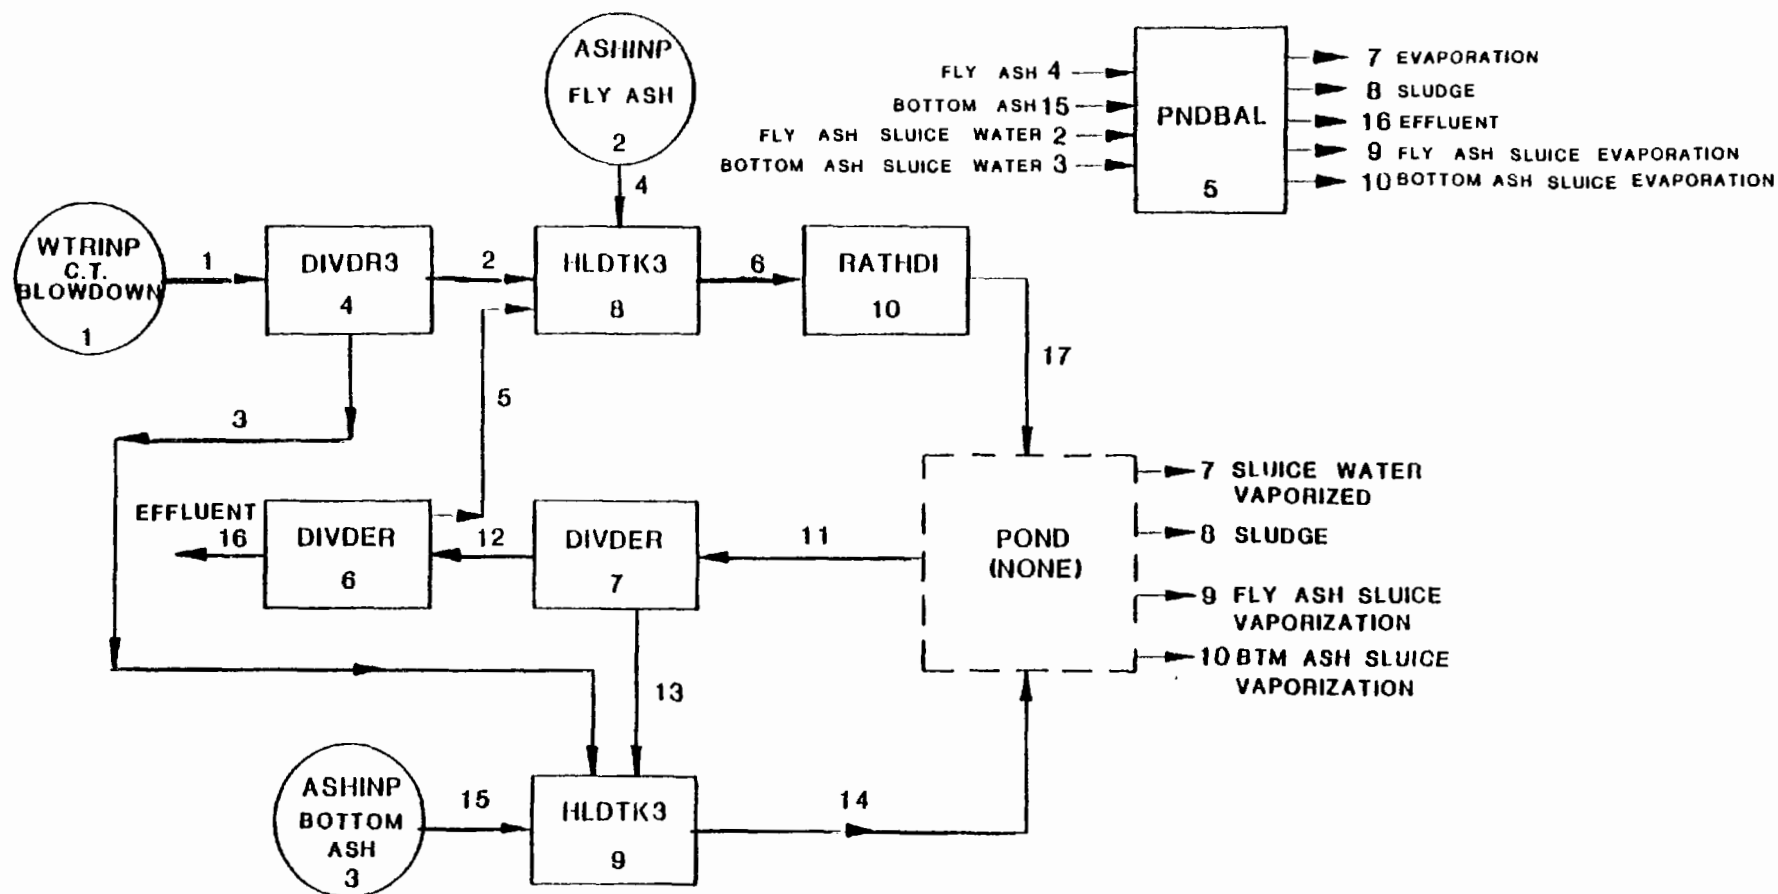 ASHINP
FLY ASH
2
4
FLY ASH 4
BOTTOM ASH 15
FLY ASH SLUICE WATER 2
BOTTOM ASH SLUICE WATER 3
PNDBAL
5
7 EVAPORATION
8 SLUDGE
16 EFFLUENT
9 FLY ASH SLUICE EVAPORATION
10 BOTTOM ASH SLUICE EVAPORATION
WTRINP
C.T.
BLOWDOWN
1
1
DIVDR3
4
2
HLDTK3
8
6
RATHDI
10
17
3
5
EFFLUENT
16
DIVDER
6
12
DIVDER
7
11
POND
(NONE)
7 SLUICE WATER
VAPORIZED
8 SLUDGE
9 FLY ASH SLUICE
VAPORIZATION
10 BTM ASH SLUICE
VAPORIZATION
13
ASHINP
BOTTOM
ASH
3
15
HLDTK3
9
14